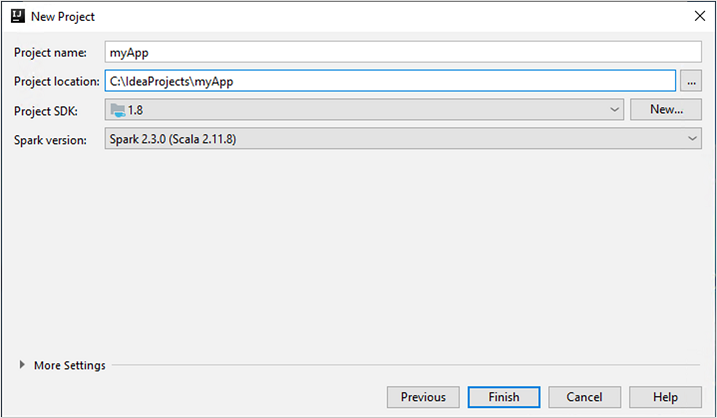 New Project
Project name: myApp
Project location: C:\IdeaProjects\myApp ...
Project SDK: 1.8 New...
Spark version: Spark 2.3.0 (Scala 2.11.8)
More Settings
Previous Finish Cancel Help